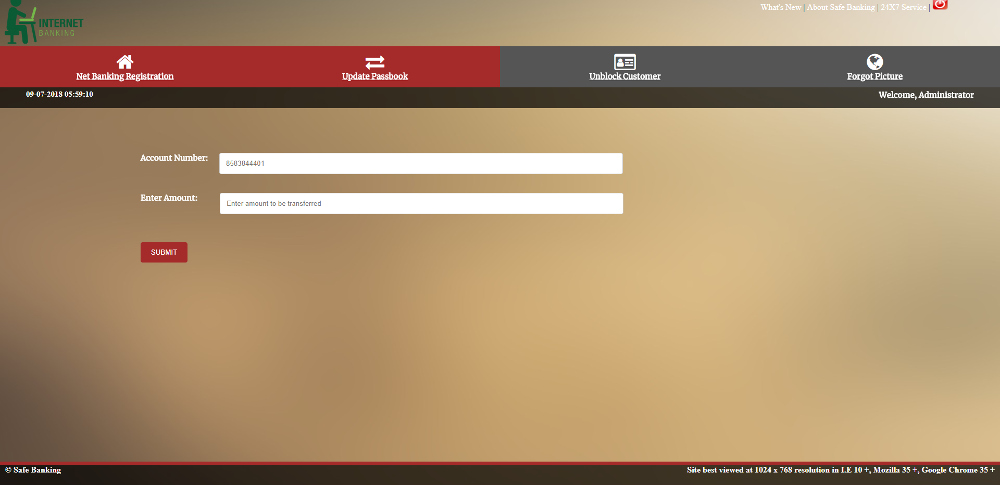 INTERNET
BANKING
What's New | About Safe Banking | 24X7 Service |
Net Banking Registration
Update Passbook
Unblock Customer
Forgot Picture
09-07-2018 05:59:10
Welcome, Administrator
Account Number:
8583844401
Enter Amount:
Enter amount to be transferred
SUBMIT
© Safe Banking
Site best viewed at 1024 x 768 resolution in I.E 10 +, Mozilla 35 +, Google Chrome 35 +